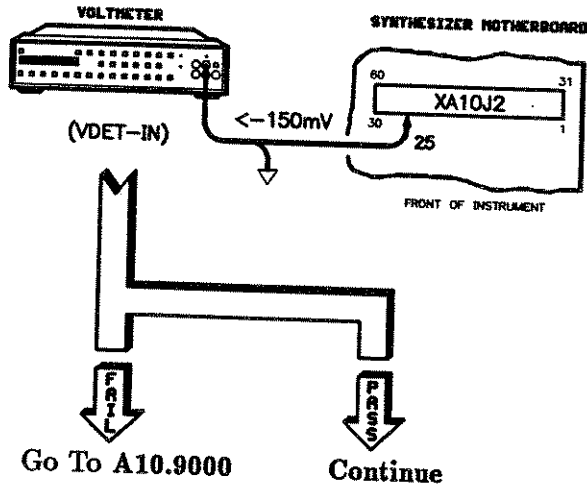 VOLTMETER
SYNTHESIZER MOTHERBOARD
60
31
XA10J2
<-150mV
30
1
(VDET-IN)
25
FRONT OF INSTRUMENT
FAIL
PASS
Go To A10.9000
Continue